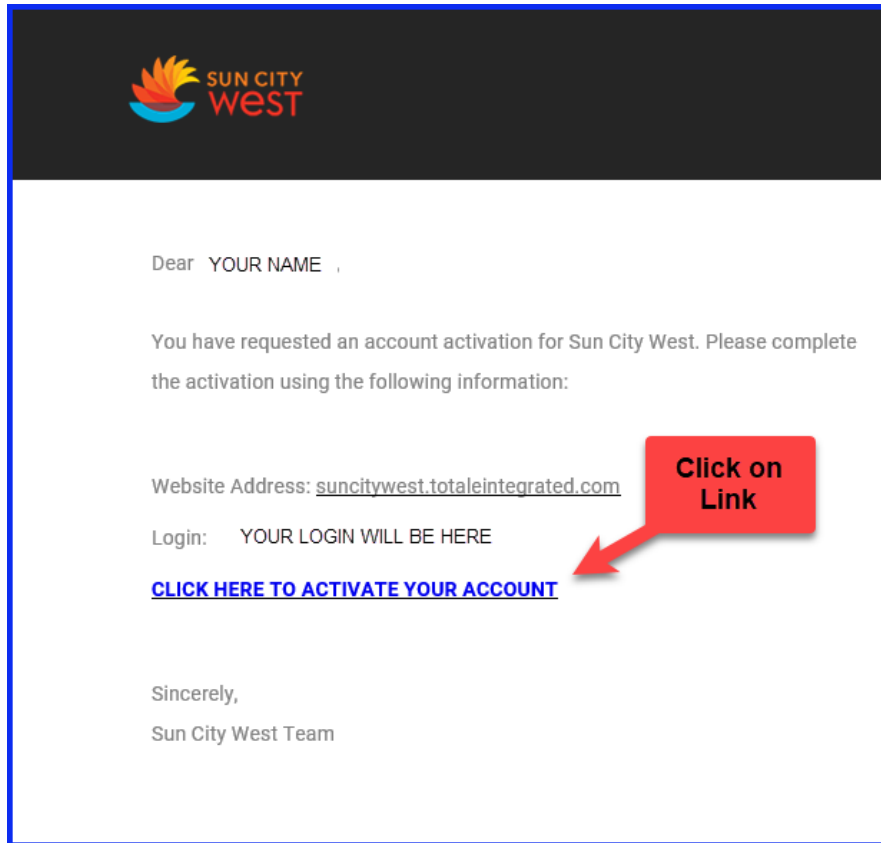 SUN CITY
WEST
Dear YOUR NAME ,
You have requested an account activation for Sun City West. Please complete
the activation using the following information:
Click on
Link
Website Address: suncitywest.totaleintegrated.com
Login: YOUR LOGIN WILL BE HERE
CLICK HERE TO ACTIVATE YOUR ACCOUNT
Sincerely,
Sun City West Team